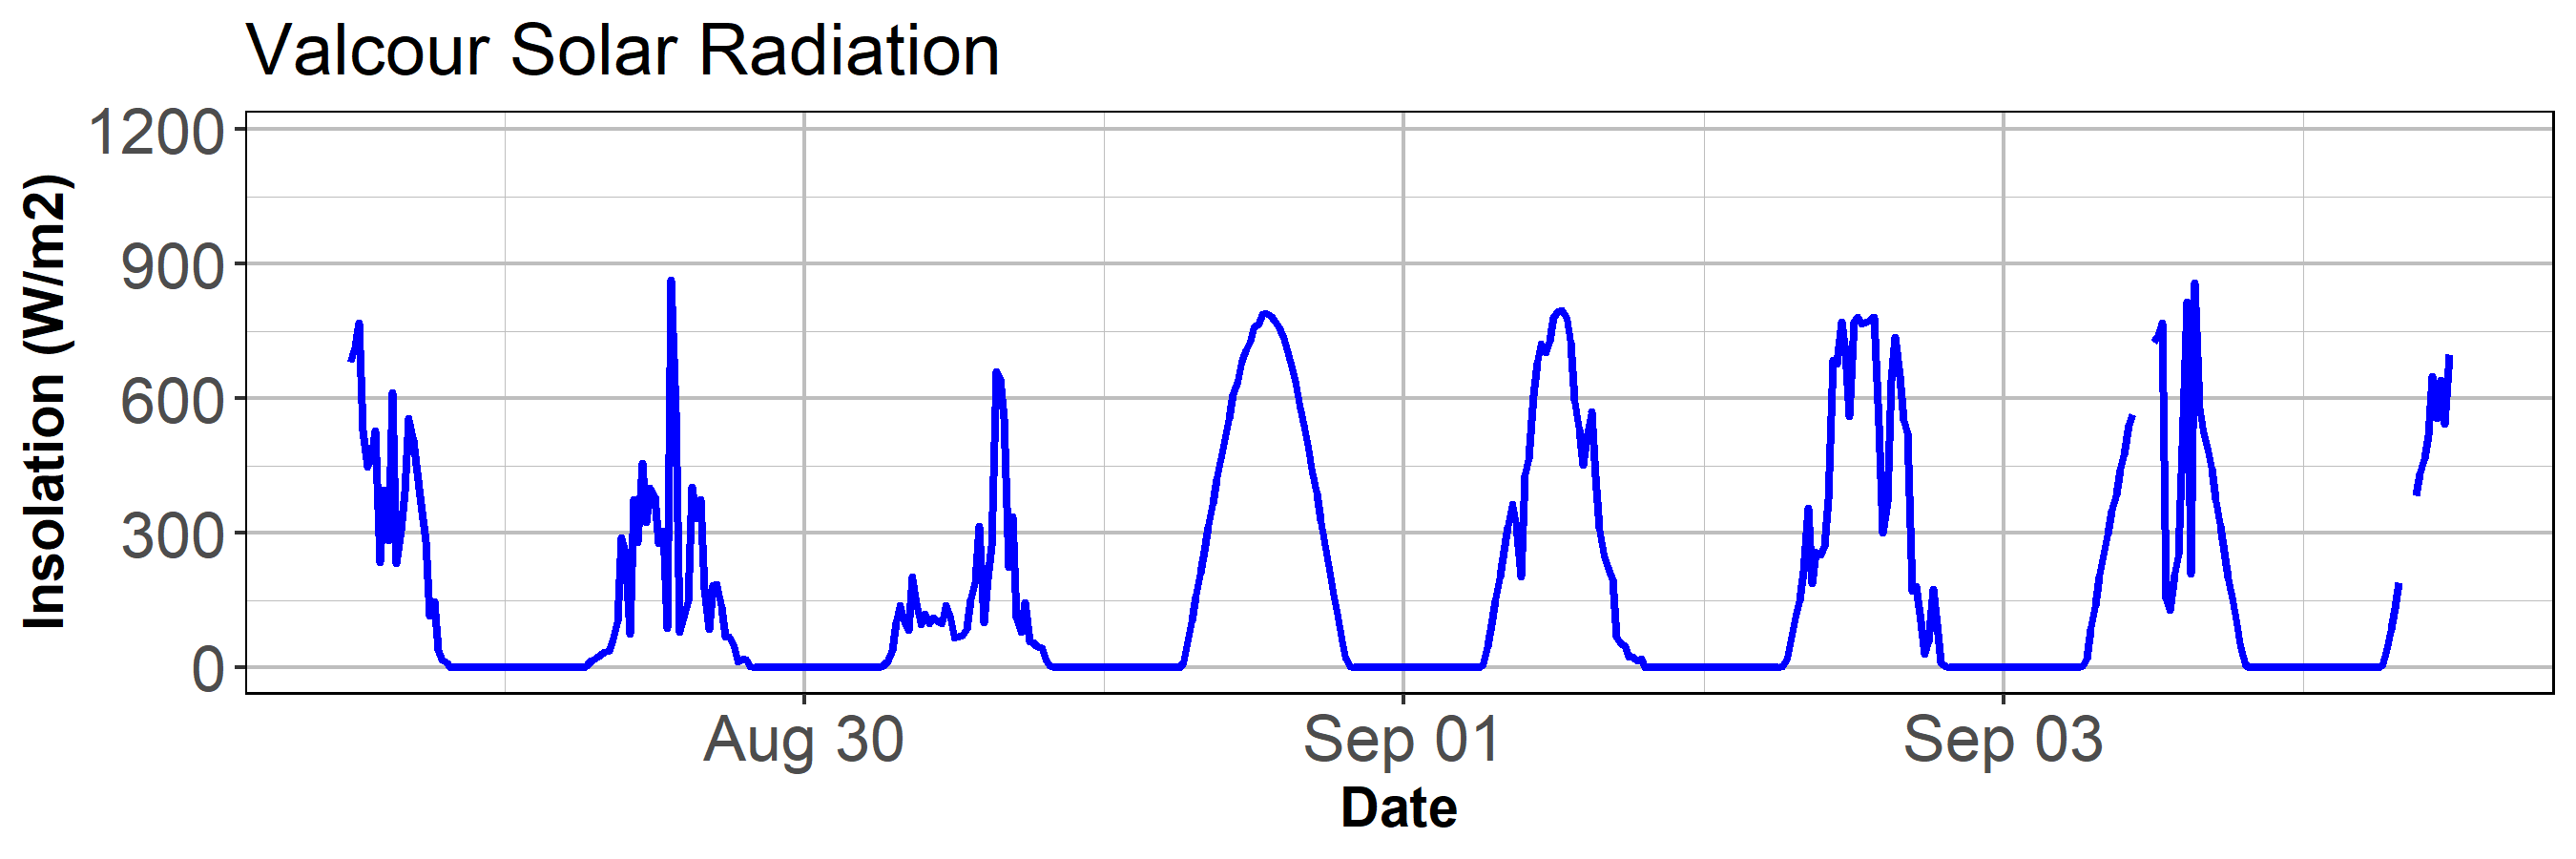 Valcour Solar Radiation
Insolation (W/m2)
1200
900
600
300
0
Aug 30
Sep 01
Sep 03
Date